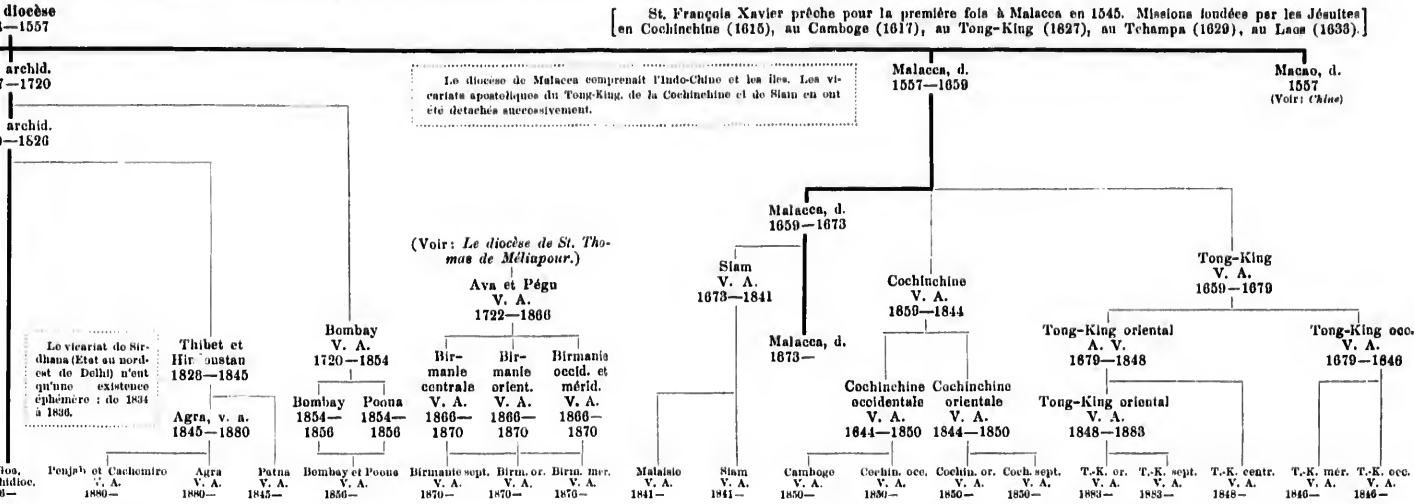 diocèse
—1557
[St. François Xavier prêche pour la première fois à Malacca en 1545. Missions fondées par les Jésuites
en Cochinchine (1615), au Camboge (1617), au Tong-King (1827), au Tchampa (1629), au Laos (1633).]
archid.
—1720
archid.
—1826
Le diocèse de Malacca comprenait l'Indo-Chine et les îles. Les vi-
cariats apostoliques du Tong-King, de la Cochinchine et de Siam en ont
été detachés successivement.
Malacca, d.
1557—1659
Macao, d.
1557
(Voir: Chine)
Malacca, d.
1659—1673
(Voir: Le diocèse de St. Tho-
mas de Méliapour.)
Ava et Pégu
V. A.
1722—1866
Siam
V. A.
1673—1841
Cochinchine
V. A.
1659—1844
Tong-King
V. A.
1659—1679
Le vicariat de Sir-
dhana (Etat au nord-
est de Delhi) n'eut
qu'une existence
éphémère : de 1834
à 1836.
Thibet et
Hindoustan
1826—1845
Bombay
V. A.
1720—1854
Malacca, d.
1673—
Tong-King oriental
A. V.
1679—1848
Tong-King occ.
V. A.
1679—1846
Agra, v. a.
1845—1880
Bombay
1854—
1856
Poona
1854—
1856
Bir-
manie
centrale
V. A.
1866—
1870
Bir-
manie
orient.
V. A.
1866—
1870
Birmanie
occid. et
mérid.
V. A.
1866—
1870
Cochinchine
occidentale
V. A.
1644—1850
Cochinchine
orientale
V. A.
1844—1850
Tong-King oriental
V. A.
1848—1883
Goa,
Penjab et Cachemire
V. A.
1880—
Agra
V. A.
1880—
Patna
V. A.
1845—
Bombay et Poona
V. A.
1856—
Birmanie sept.
V. A.
1870—
Birm. or.
V. A.
1870—
Birm. mer.
V. A.
1870—
Malaisie
V. A.
1841—
Siam
V. A.
1841—
Camboge
V. A.
1850—
Cochin. occ.
V. A.
1850—
Cochin. or.
V. A.
1850—
Coch. sept.
V. A.
1850—
T.-K. or.
V. A.
1883—
T.-K. sept.
V. A.
1883—
T.-K. centr.
V. A.
1848—
T.-K. mér.
V. A.
1846—
T.-K. occ.
V. A.
1846—